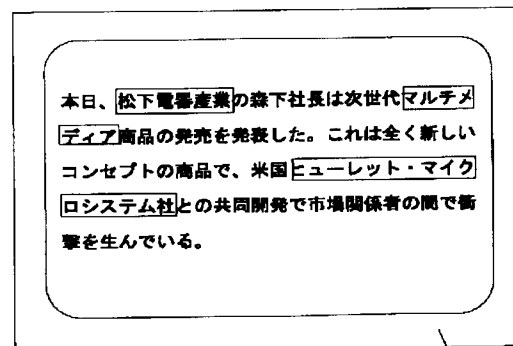 本日、松下電器産業の森下社長は次世代マルチメ
ディア商品の発売を発表した。これは全く新しい
コンセプトの商品で、米国ヒューレット・マイク
ロシステム社との共同開発で市場関係者の間で衝
撃を生んでいる。